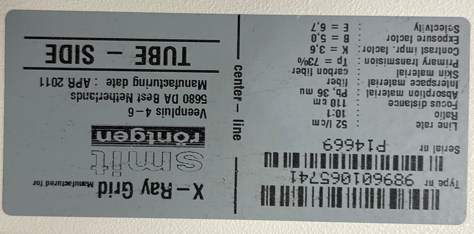 X-Ray Grid
Manufactured for
smit
röntgen
Veenpluis 4-6
5680 DA Best Netherlands
Manufacturing date : APR 2011
TUBE - SIDE
center - line
Type nr 989601065741
Serial nr P14669
Line rate 52 l/cm
Ratio 10:1
Focus distance 110 cm
Absorption material Pb, 36 mu
Interspace material fiber
Skin material carbon fiber
Primary transmission Tp = 73%
Contrast impr. factor: K = 3,6
Exposure factor B = 5,0
Selectivity E = 6,7